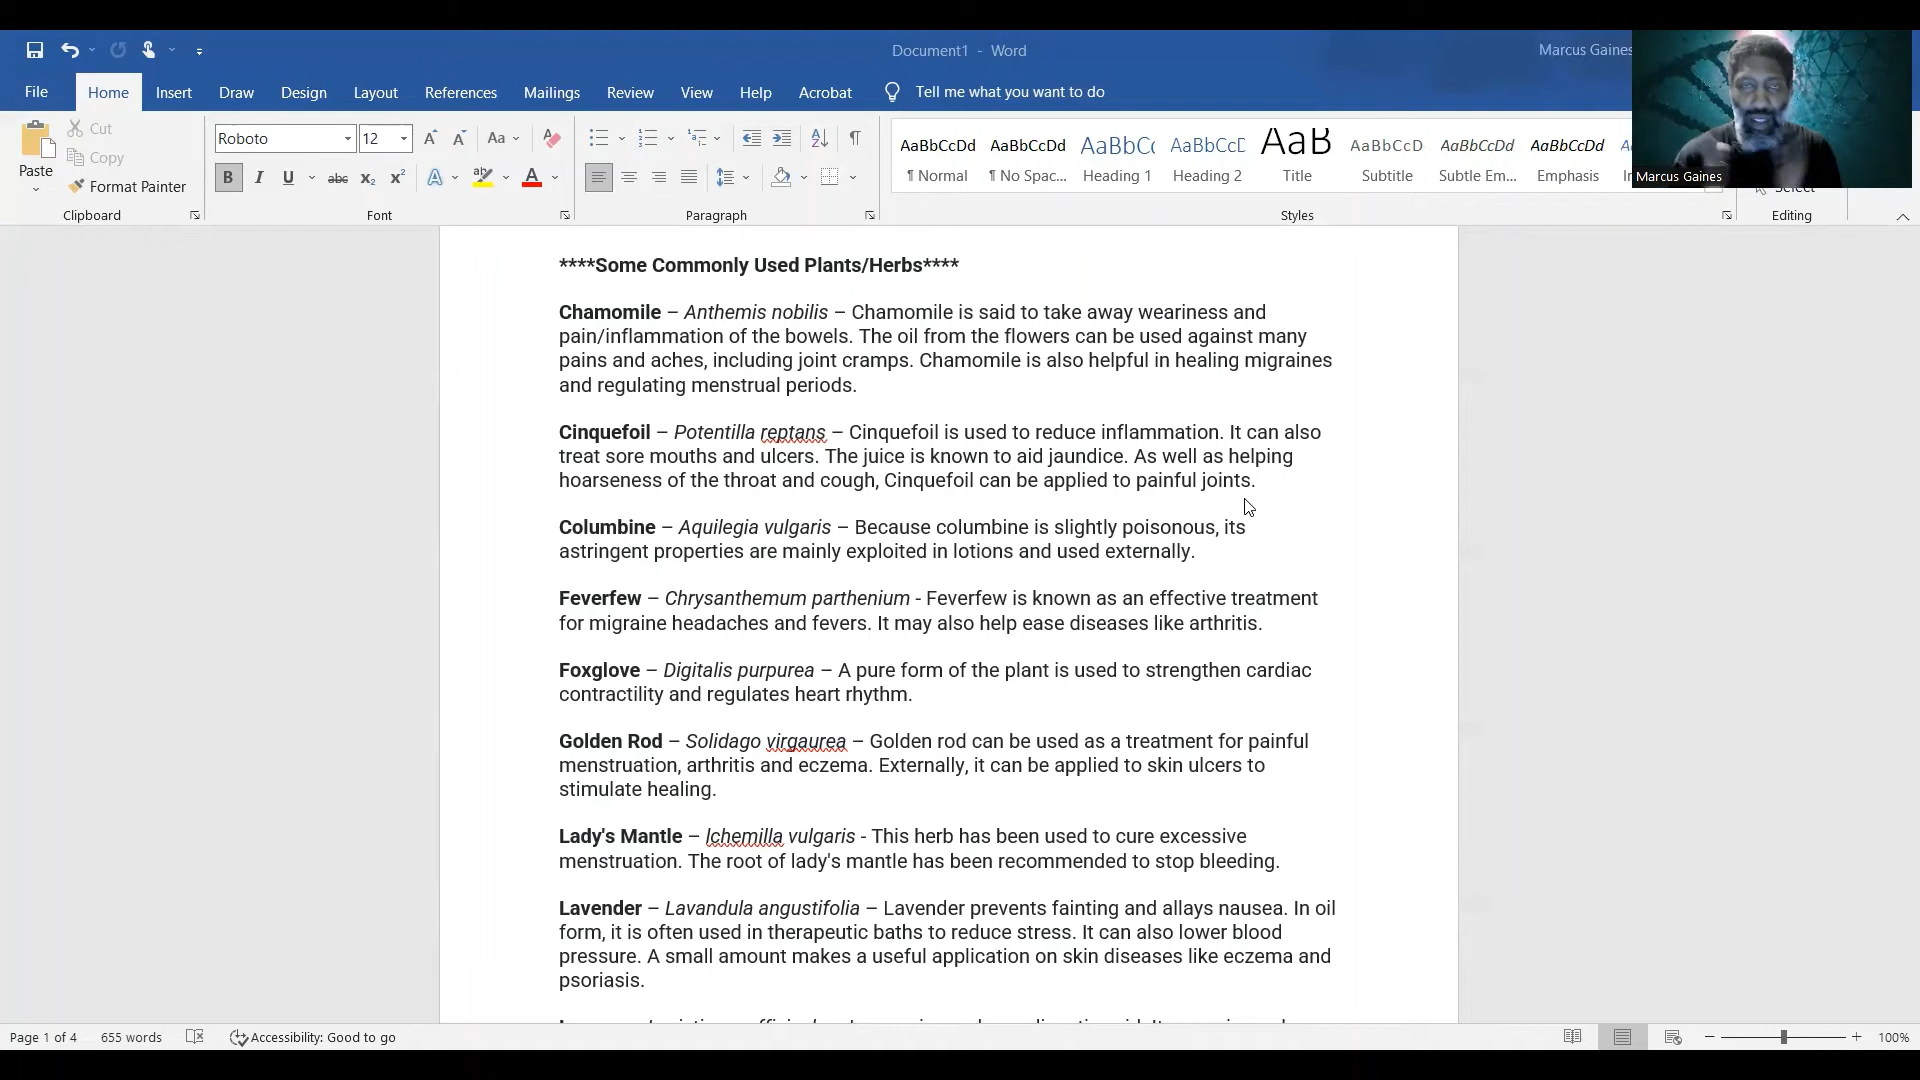 Document1 - Word
Marcus Gaines
File Home Insert Draw Design Layout References Mailings Review View Help Acrobat Tell me what you want to do
Marcus Gaines
Paste
Cut
Copy
Format Painter
Clipboard
Roboto 12
Aa
B I U abc x₂ x² A ab A
Font
Paragraph
AaBbCcDd AaBbCcDd AaBbCc AaBbCcD AaB AaBbCcD AaBbCcDd AaBbCcDd
¶ Normal ¶ No Spac... Heading 1 Heading 2 Title Subtitle Subtle Em... Emphasis
Styles
Select
Editing
****Some Commonly Used Plants/Herbs****
Chamomile – Anthemis nobilis – Chamomile is said to take away weariness and
pain/inflammation of the bowels. The oil from the flowers can be used against many
pains and aches, including joint cramps. Chamomile is also helpful in healing migraines
and regulating menstrual periods.
Cinquefoil – Potentilla reptans – Cinquefoil is used to reduce inflammation. It can also
treat sore mouths and ulcers. The juice is known to aid jaundice. As well as helping
hoarseness of the throat and cough, Cinquefoil can be applied to painful joints.
Columbine – Aquilegia vulgaris – Because columbine is slightly poisonous, its
astringent properties are mainly exploited in lotions and used externally.
Feverfew – Chrysanthemum parthenium - Feverfew is known as an effective treatment
for migraine headaches and fevers. It may also help ease diseases like arthritis.
Foxglove – Digitalis purpurea – A pure form of the plant is used to strengthen cardiac
contractility and regulates heart rhythm.
Golden Rod – Solidago virgaurea – Golden rod can be used as a treatment for painful
menstruation, arthritis and eczema. Externally, it can be applied to skin ulcers to
stimulate healing.
Lady's Mantle – lchemilla vulgaris - This herb has been used to cure excessive
menstruation. The root of lady's mantle has been recommended to stop bleeding.
Lavender – Lavandula angustifolia – Lavender prevents fainting and allays nausea. In oil
form, it is often used in therapeutic baths to reduce stress. It can also lower blood
pressure. A small amount makes a useful application on skin diseases like eczema and
psoriasis.
Page 1 of 4 655 words Accessibility: Good to go 100%